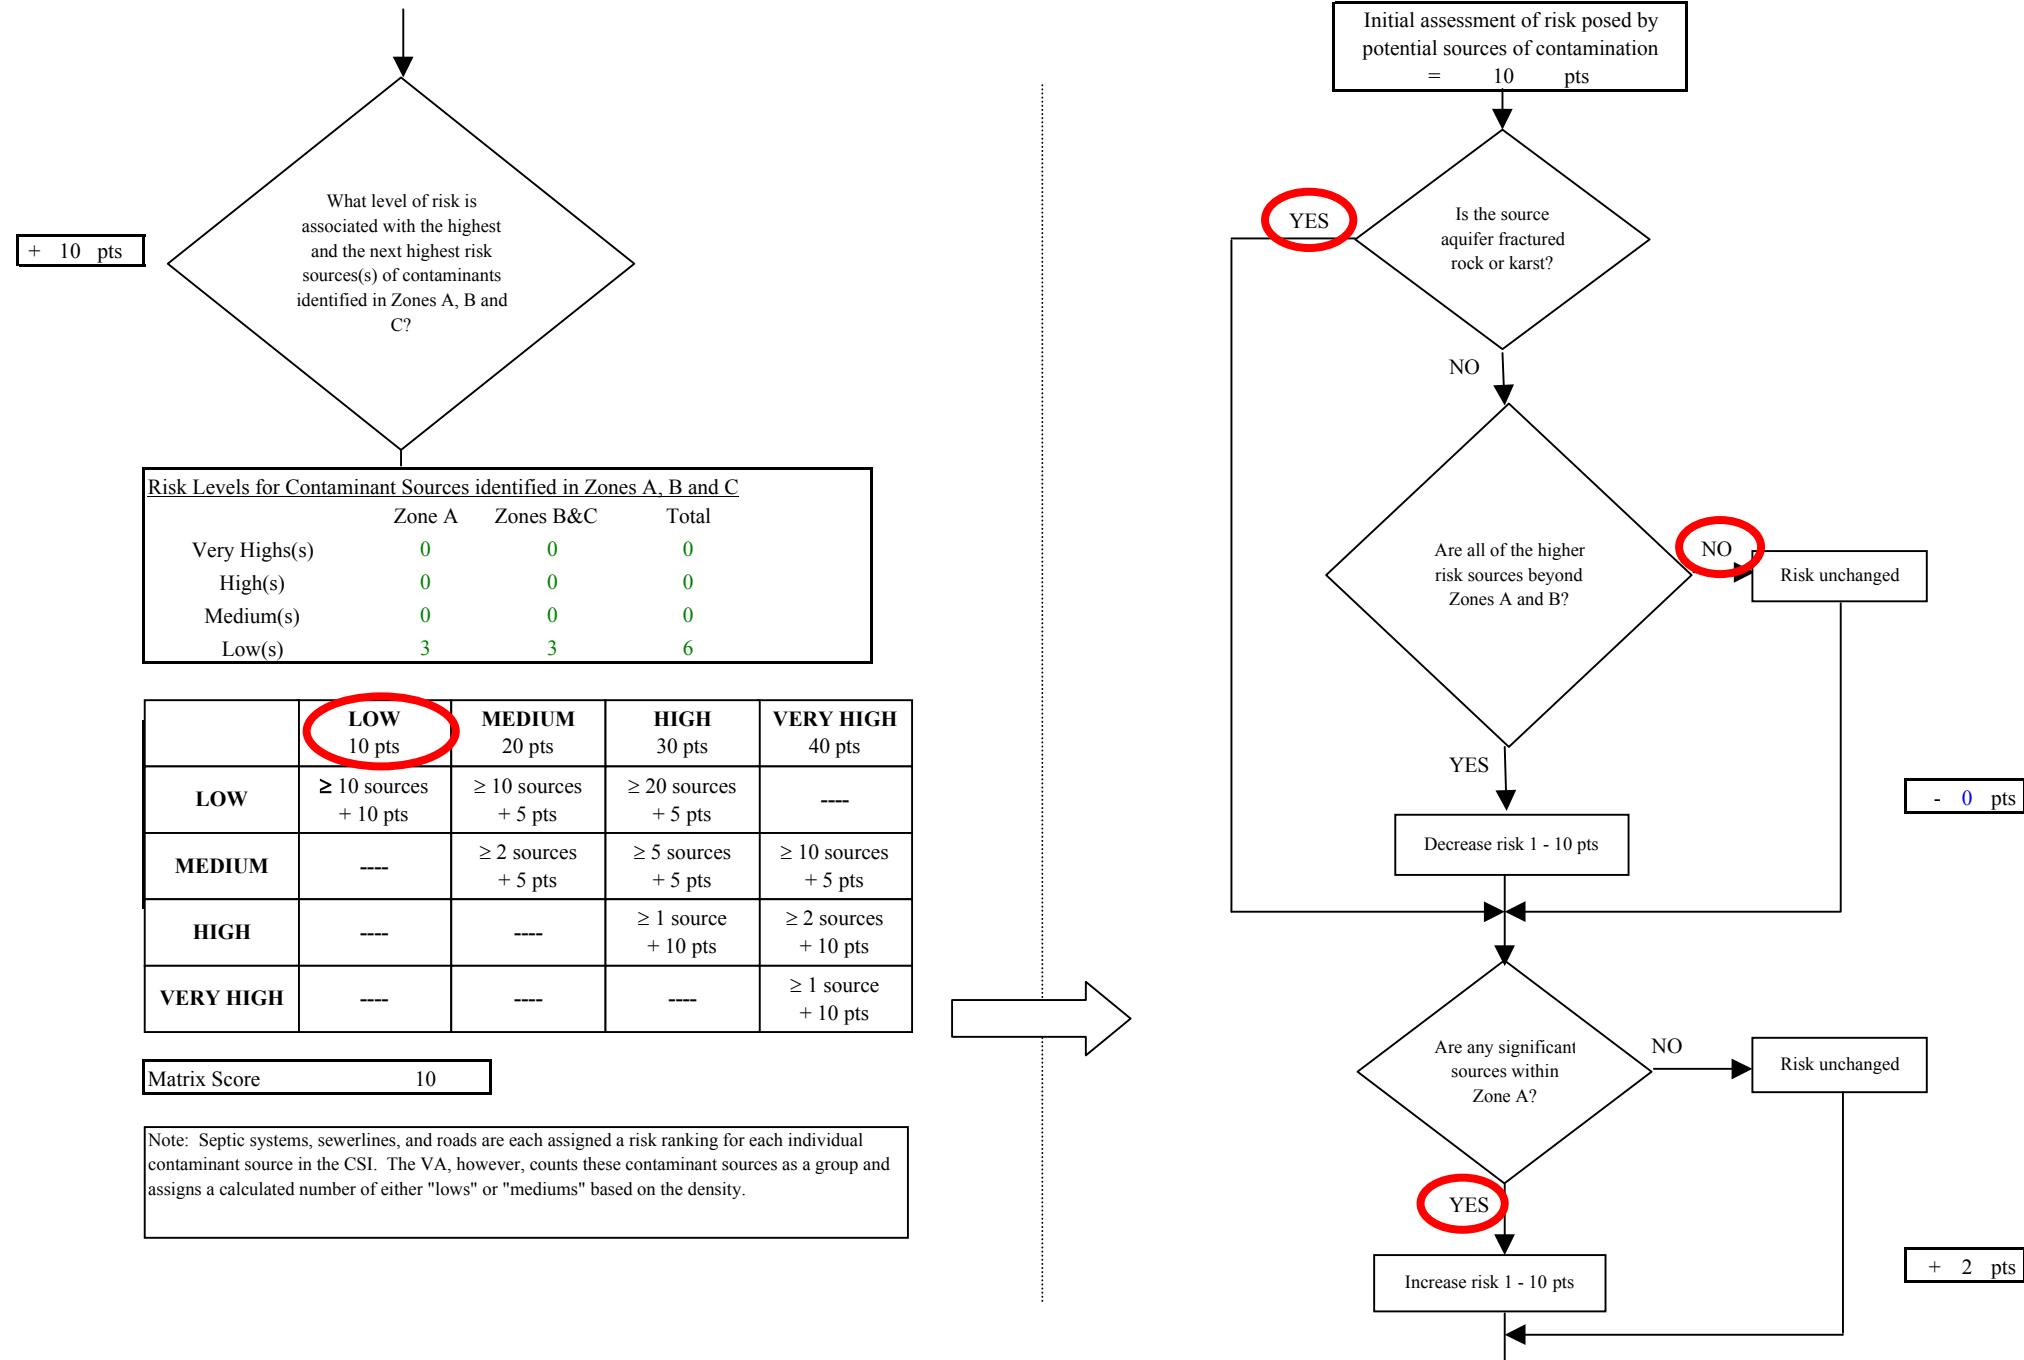 What level of risk is
associated with the highest
and the next highest risk
sources(s) of contaminants
identified in Zones A, B and
C?
+ 10 pts
Risk Levels for Contaminant Sources identified in Zones A, B and C
Zone A Zones B&C Total
Very Highs(s) 0 0 0
High(s) 0 0 0
Medium(s) 0 0 0
Low(s) 3 3 6
LOW MEDIUM HIGH VERY HIGH
10 pts 20 pts 30 pts 40 pts
LOW ≥ 10 sources ≥ 10 sources ≥ 20 sources ----
+ 10 pts + 5 pts + 5 pts
MEDIUM ---- ≥ 2 sources ≥ 5 sources ≥ 10 sources
+ 5 pts + 5 pts + 5 pts
HIGH ---- ---- ≥ 1 source ≥ 2 sources
+ 10 pts + 10 pts
VERY HIGH ---- ---- ---- ≥ 1 source
+ 10 pts
Matrix Score 10
Note: Septic systems, sewerlines, and roads are each assigned a risk ranking for each individual
contaminant source in the CSI. The VA, however, counts these contaminant sources as a group and
assigns a calculated number of either "lows" or "mediums" based on the density.
Initial assessment of risk posed by
potential sources of contamination
= 10 pts
YES
Is the source
aquifer fractured
rock or karst?
NO
Are all of the higher
risk sources beyond
Zones A and B?
NO
Risk unchanged
YES
- 0 pts
Decrease risk 1 - 10 pts
Are any significant
sources within
Zone A?
NO
Risk unchanged
YES
+ 2 pts
Increase risk 1 - 10 pts